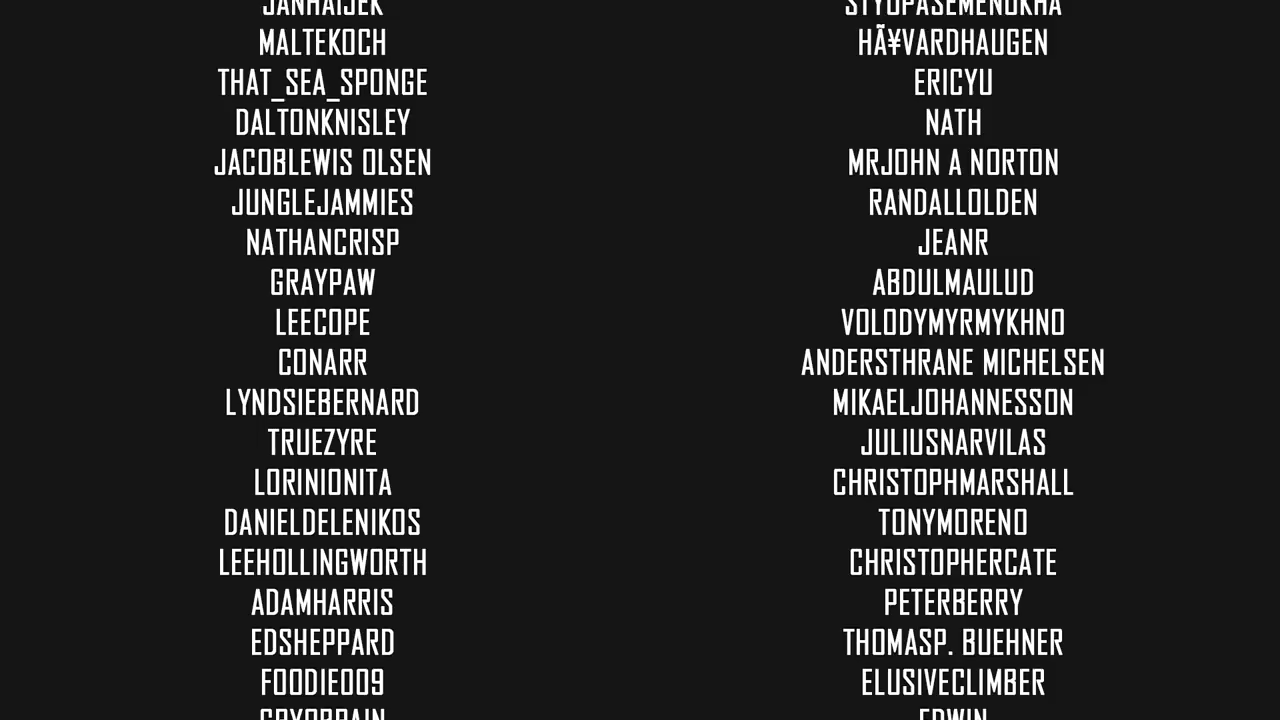 JANHAIJEK
MALTEKOCH
THAT_SEA_SPONGE
DALTONKNISLEY
JACOBLEWIS OLSEN
JUNGLEJAMMIES
NATHANCRISP
GRAYPAW
LEECOPE
CONARR
LYNDSIEBERNARD
TRUEZYRE
LORINIONITA
DANIELDELENIKOS
LEEHOLLINGWORTH
ADAMHARRIS
EDSHEPPARD
FOODIE009
STYOPASEMENUKHA
HÃ¥VARDHAUGEN
ERICYU
NATH
MRJOHN A NORTON
RANDALLOLDEN
JEANR
ABDULMAULUD
VOLODYMYRMYKHNO
ANDERSTHRANE MICHELSEN
MIKAELJOHANNESSON
JULIUSNARVILAS
CHRISTOPHMARSHALL
TONYMORENO
CHRISTOPHERCATE
PETERBERRY
THOMASP. BUEHNER
ELUSIVECLIMBER
EDWIN